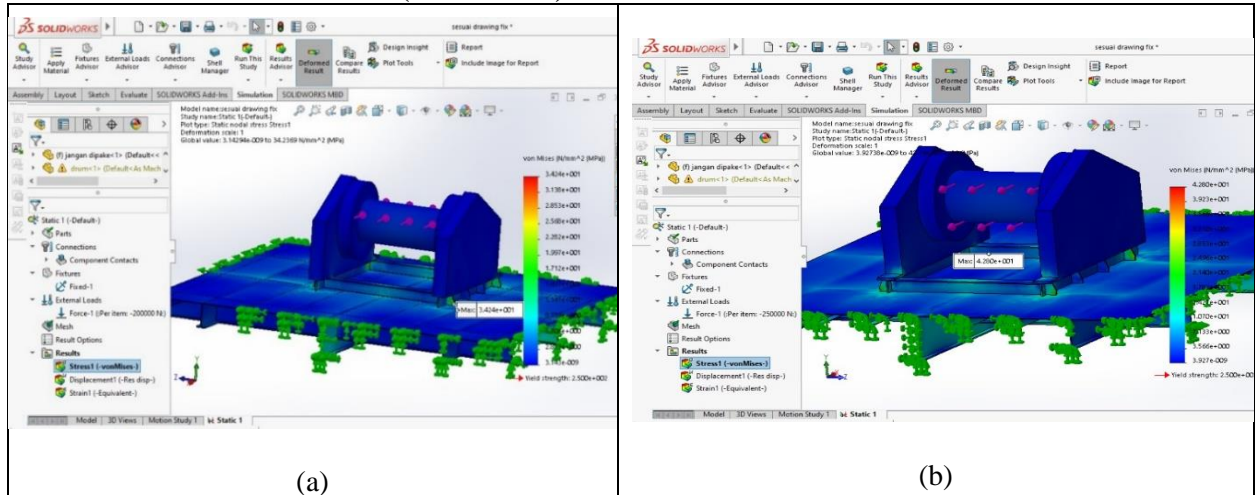 SOLIDWORKS
sesuai drawing fix *
Study Advisor
Apply Material
Fixtures Advisor
External Loads Advisor
Connections Advisor
Shell Manager
Run This Study
Results Advisor
Deformed Result
Compare Results
Design Insight
Plot Tools
Report
Include Image for Report
Assembly Layout Sketch Evaluate SOLIDWORKS Add-Ins Simulation SOLIDWORKS MBD
Model name:sesuai drawing fix
Study name:Static 1(-Default-)
Plot type: Static nodal stress Stress1
Deformation scale: 1
Global value: 3.14294e-009 to 34.2369 N/mm^2 (MPa)
(f) jangan dipake<1> (Default<<
drum<1> (Default<As Mach
Static 1 (-Default-)
Parts
Connections
Component Contacts
Fixtures
Fixed-1
External Loads
Force-1 (:Per item: -200000 N:)
Mesh
Result Options
Results
Stress1 (-vonMises-)
Displacement1 (-Res disp-)
Strain1 (-Equivalent-)
von Mises (N/mm^2 (MPa))
3.424e+001
3.138e+001
2.853e+001
2.568e+001
2.282e+001
1.997e+001
1.712e+001
Max: 3.424e+001
Yield strength: 2.500e+002
Model 3D Views Motion Study 1 Static 1
(a)
SOLIDWORKS
sesuai drawing fix *
Study Advisor
Apply Material
Fixtures Advisor
External Loads Advisor
Connections Advisor
Shell Manager
Run This Study
Results Advisor
Deformed Result
Compare Results
Design Insight
Plot Tools
Report
Include Image for Report
Assembly Layout Sketch Evaluate SOLIDWORKS Add-Ins Simulation SOLIDWORKS MBD
Model name:sesuai drawing fix
Study name:Static 1(-Default-)
Plot type: Static nodal stress Stress1
Deformation scale: 1
Global value: 3.92738e-009 to
(f) jangan dipake<1> (Default<<
drum<1> (Default<As Mach
Static 1 (-Default-)
Parts
Connections
Component Contacts
Fixtures
Fixed-1
External Loads
Force-1 (:Per item: -250000 N:)
Mesh
Result Options
Results
Stress1 (-vonMises-)
Displacement1 (-Res disp-)
Strain1 (-Equivalent-)
von Mises (N/mm^2 (MPa))
4.280e+001
3.923e+001
1.070e+001
3.566e+000
3.927e-009
Max: 4.280e+001
Yield strength: 2.500e+002
Model 3D Views Motion Study 1 Static 1
(b)